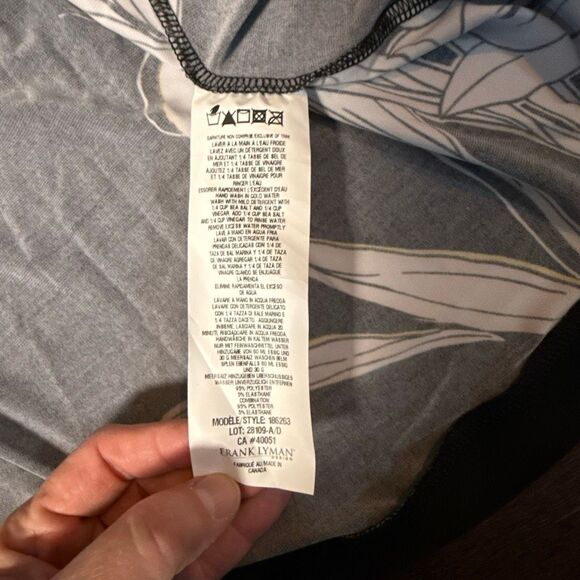 GARNITURE NON COMPRISE/EXCLUSIVE OF TRIM
LAVER A LA MAIN À L'EAU FROIDE
LAVEZ AVEC UN DÉTERGENT DOUX
EN AJOUTANT 1/4 TASSE DE SEL DE
MER ET 1/4 TASSE DE VINAIGRE
AJOUTEZ 1/4 TASSE DE SEL DE
MER ET 1/4 TASSE DE VINAIGRE POUR
RINCER L'EAU
ESSORER RAPIDEMENT L'EXCÉDENT D'EAU
HAND WASH IN COLD WATER
WASH WITH MILD DETERGENT WITH
1/4 CUP SEA SALT AND 1/4 CUP
VINEGAR. ADD 1/4 CUP SEA SALT
AND 1/4 CUP VINEGAR TO RINSE WATER
REMOVE EXCESS WATER PROMPTLY
LAVE A MANO EN AQUA FRIA
LAVAR CON DETERGENTE PARA
PRENDAS DELICADAS CON 1/4 DE TAZA
DE SAL DE MARINA Y 1/4 DE TAZA
DE VINAGRE AGREGAR 1/4 DE TAZA
DE SAL MARINA Y 1/4 DE TAZA DE
VINAGRE CUANDO SE ENJUAGUE
LA PRENDA
ELIMINE RAPIDAMENTA EL EXCESO
DE AGUA
LAVARE A MANO IN ACQUA FREDDA
LAVARE CON DETERGENTE DELICATO
CON 1/4 TAZZA DI SALE MARINO E
1/4 TAZZA D'ACETO. AGGIUNGERE
INSIEME; LASCIARE IN ACQUA 20
MINUTI; RISCIAQUARE IN ACQUA FREDDA.
HANDWÄSCHE IN KALTEM WASSER
NUR MIT FEINWASCHMITTEL UNTER
HINZUGABE VON 60 ML ESSIG UND
30 G MEERSALZ WASCHEN BEIM
SPÜLEN EBENFALLS 60 ML ESSIG
UND 30 G
MEERSALZ HINZUGEBEN ÜBERSCHÜSSIGES
WASSER UNVERZÜGLICH ENTFERNEN
95% POLYESTER
5% ELASTHANE
COMBINATION
95% POLYESTER
5% ELASTHANE
MODÈLE/STYLE: 186263
LOT: 28109-A/D
CA #40051
FRANK LYMAN
DESIGN
FABRIQUÉ AU/MADE IN
CANADA